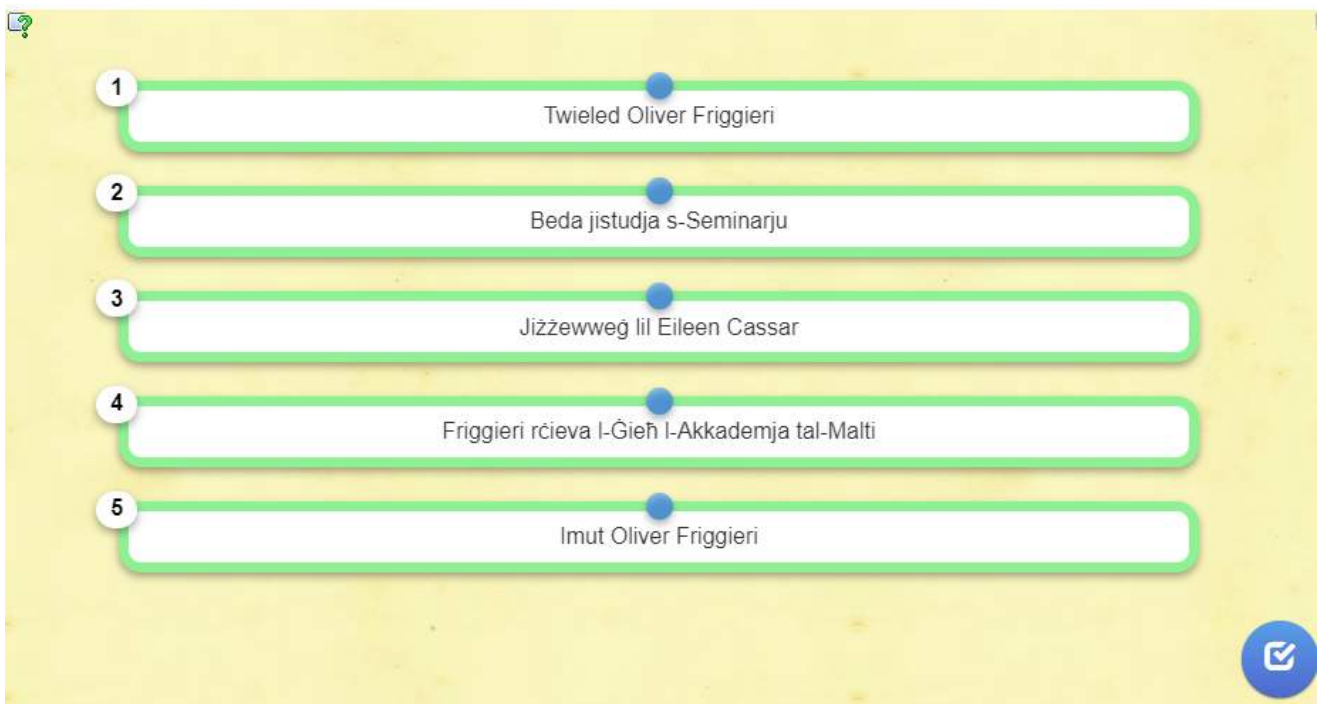 1
Twieled Oliver Friggieri
2
Beda jistudja s-Seminarju
3
Jiżżewweġ lil Eileen Cassar
4
Friggieri rċieva l-Ġieħ l-Akkademja tal-Malti
5
Imut Oliver Friggieri